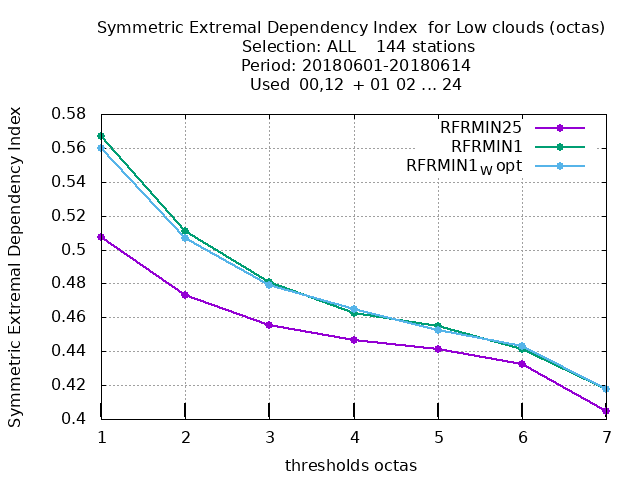 Symmetric Extremal Dependency Index  for Low clouds (octas)
Selection: ALL    144 stations
Period: 20180601-20180614
Used  00,12  + 01 02 ... 24
Symmetric Extremal Dependency Index
0.58
0.56
0.54
0.52
0.5
0.48
0.46
0.44
0.42
0.4
RFRMIN25
RFRMIN1
RFRMIN1W opt
1 2 3 4 5 6 7
thresholds octas